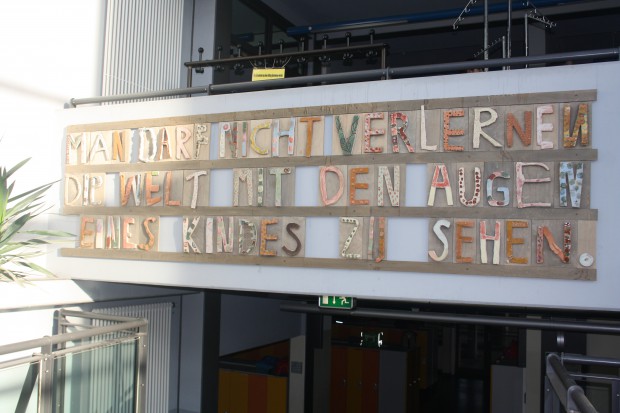 MAN DARF NICHT VERLERNEN
DIE WELT MIT DEN AUGEN
EINES KINDES ZU SEHEN.